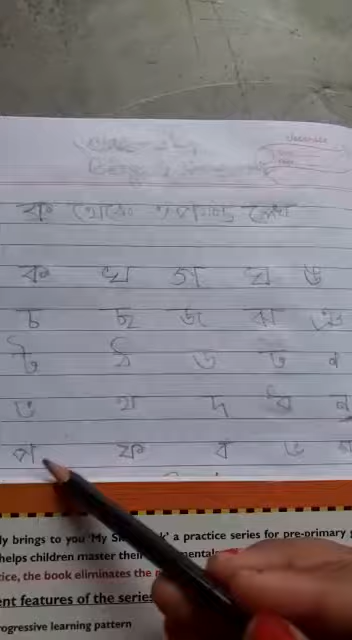 ক থেকে
ক খ গ ঘ ঙ
চ ছ জ ঝ ঞ
ট ঠ ড ঢ ন
ত থ দ ধ ন
প ফ ব ভ ম
ly brings to you 'My S a practice series for pre-primary
helps children master their
tice, the book eliminates the
ent features of the series
rogressive learning pattern